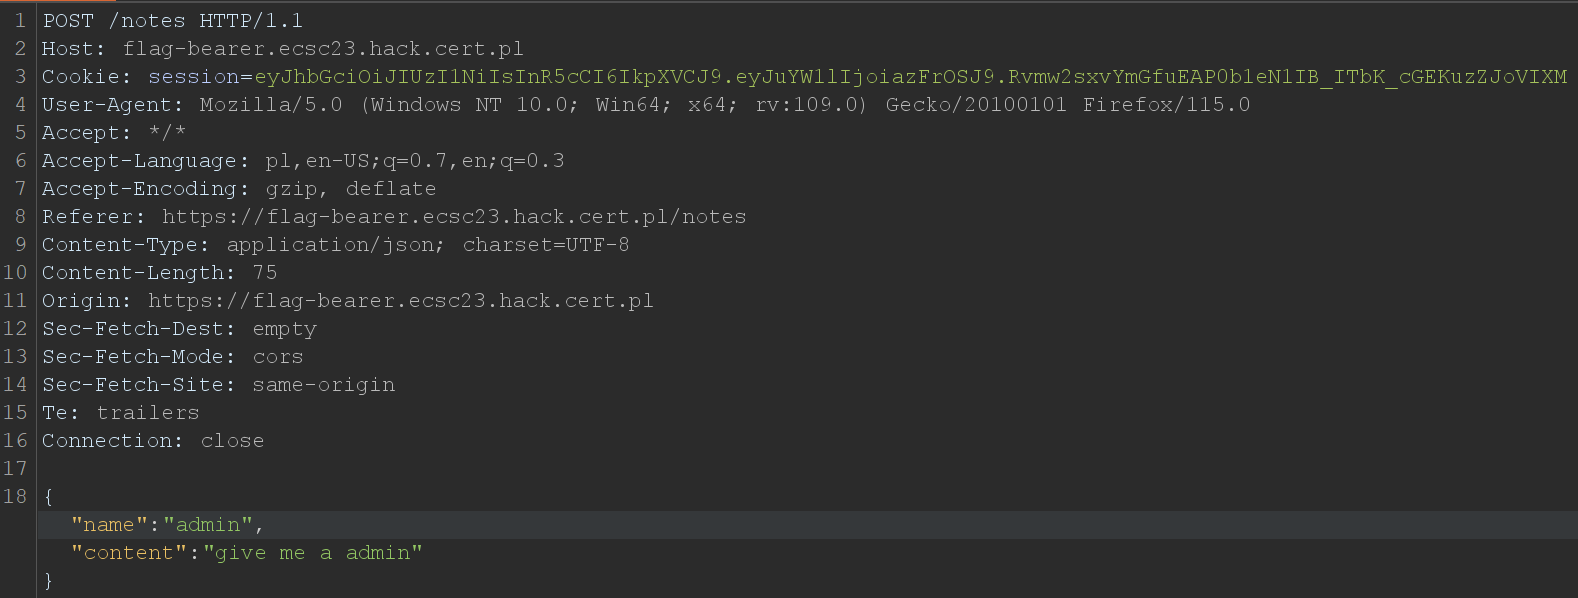 1 POST /notes HTTP/1.1
2 Host: flag-bearer.ecsc23.hack.cert.pl
3 Cookie: session=eyJhbGciOiJIUzI1NiIsInR5cCI6IkpXVCJ9.eyJuYW1lIjoiazFrOSJ9.Rvmw2sxvYmGfuEAP0b1eN1IB_ITbK_cGEKuzZJoVIXM
4 User-Agent: Mozilla/5.0 (Windows NT 10.0; Win64; x64; rv:109.0) Gecko/20100101 Firefox/115.0
5 Accept: */*
6 Accept-Language: pl,en-US;q=0.7,en;q=0.3
7 Accept-Encoding: gzip, deflate
8 Referer: https://flag-bearer.ecsc23.hack.cert.pl/notes
9 Content-Type: application/json; charset=UTF-8
10 Content-Length: 75
11 Origin: https://flag-bearer.ecsc23.hack.cert.pl
12 Sec-Fetch-Dest: empty
13 Sec-Fetch-Mode: cors
14 Sec-Fetch-Site: same-origin
15 Te: trailers
16 Connection: close
17
18 {
"name":"admin",
"content":"give me a admin"
}